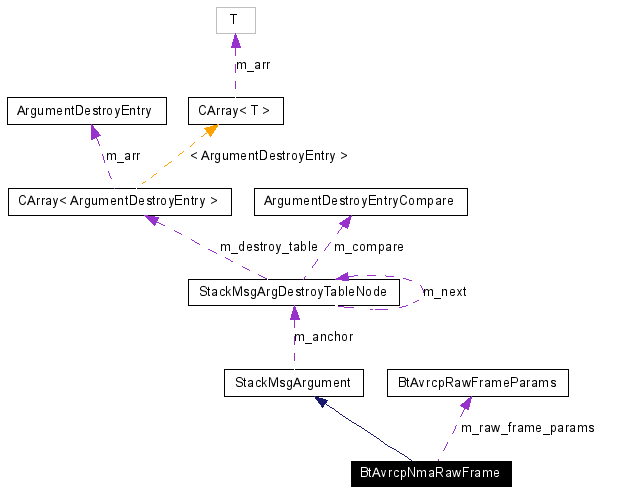 T
m_arr
ArgumentDestroyEntry
CArray< T >
m_arr
< ArgumentDestroyEntry >
CArray< ArgumentDestroyEntry >
ArgumentDestroyEntryCompare
m_destroy_table
m_compare
StackMsgArgDestroyTableNode
m_next
m_anchor
StackMsgArgument
BtAvrcpRawFrameParams
m_raw_frame_params
BtAvrcpNmaRawFrame